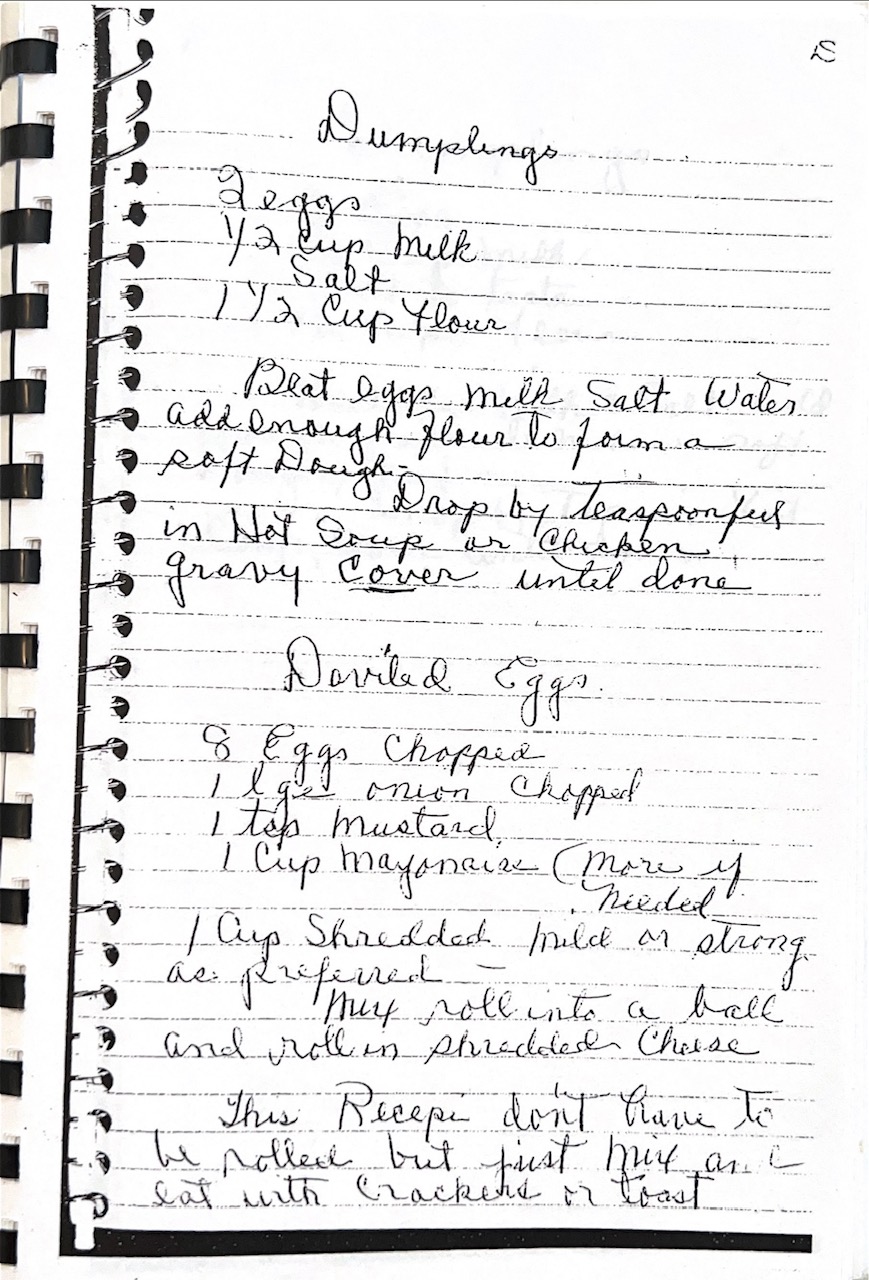 D
Dumplings
2 eggs
1/2 Cup Milk
Salt
1 1/2 Cup Flour
Beat eggs milk Salt Water
add enough flour to form a
soft Dough-
Drop by teaspoonful
in Hot Soup or Chicken
gravy Cover until done
Daviled Eggs.
8 Eggs Chopped
1 lge onion Chopped
1 tsp Mustard
1 Cup Mayonaise (More if
needed
1 Cup Shredded mild or strong
as preferred -
Mix roll into a ball
and roll in shredded Cheese
This Recepi don't have to
be rolled but just mix and
eat with Crackers or toast